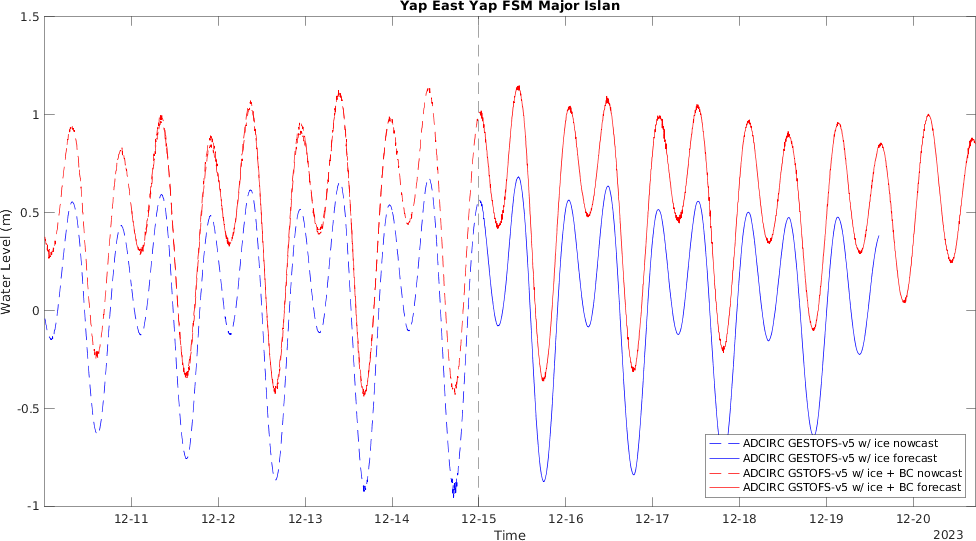 Yap East Yap FSM Major Islan
1.5
1
0.5
0
-0.5
-1
Water Level (m)
ADCIRC GESTOFS-v5 w/ ice nowcast
ADCIRC GESTOFS-v5 w/ ice forecast
ADCIRC GSTOFS-v5 w/ ice + BC nowcast
ADCIRC GSTOFS-v5 w/ ice + BC forecast
12-11 12-12 12-13 12-14 12-15 12-16 12-17 12-18 12-19 12-20
Time
2023